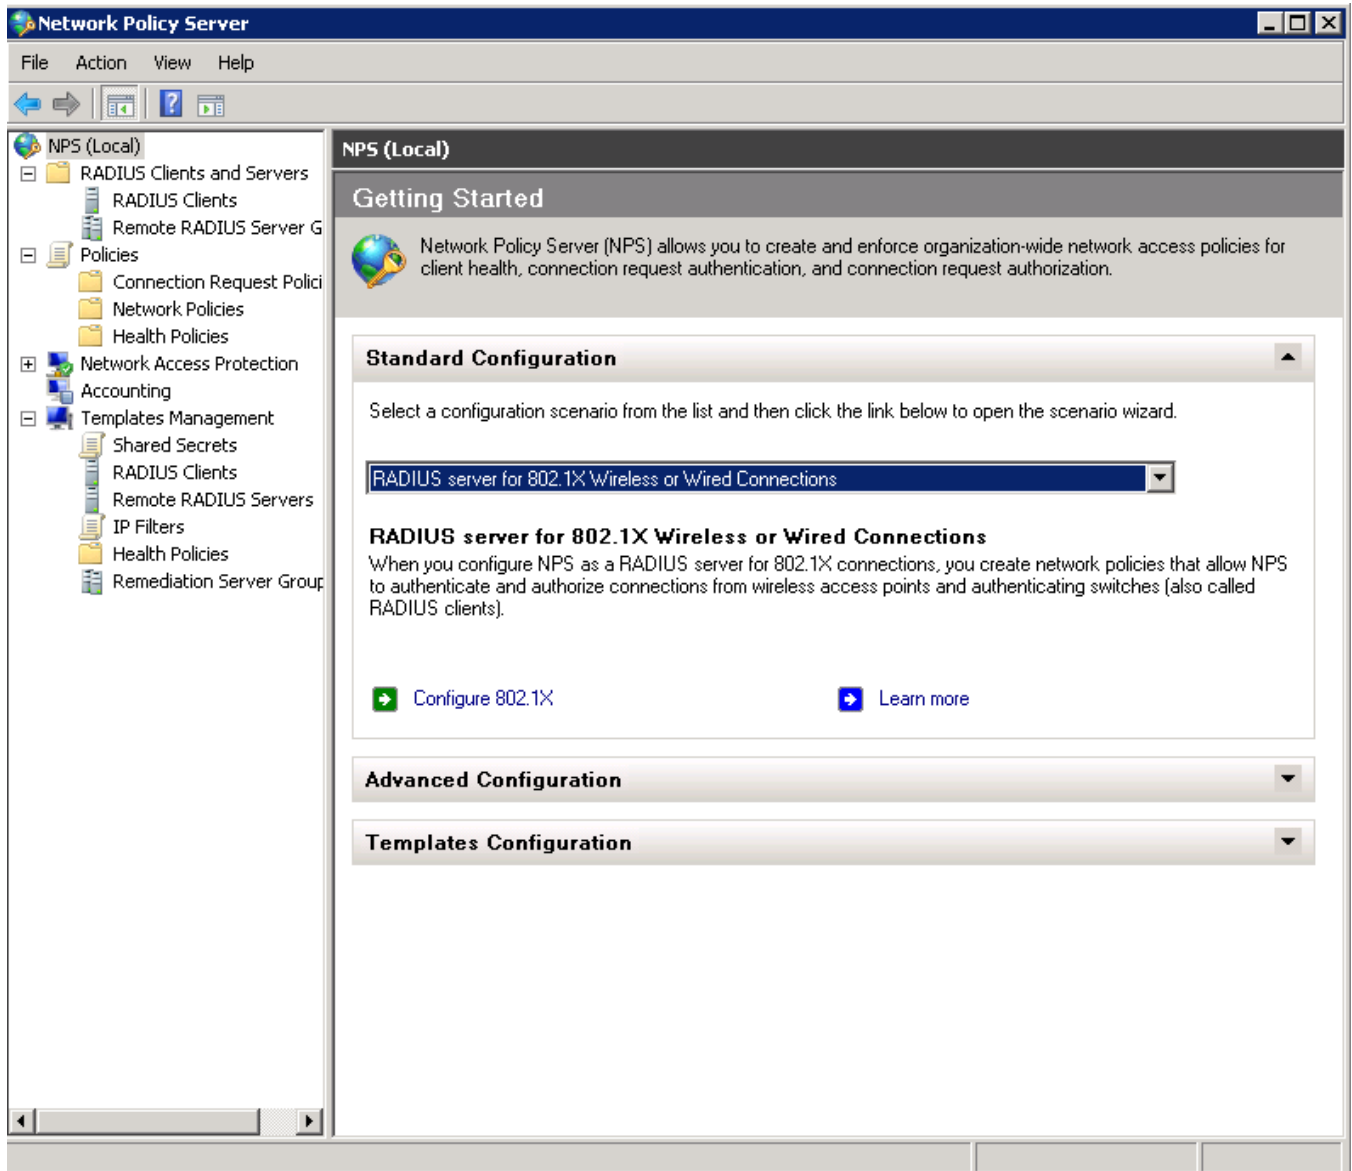 Network Policy Server
File Action View Help
NPS (Local)
RADIUS Clients and Servers
RADIUS Clients
Remote RADIUS Server G
Policies
Connection Request Polici
Network Policies
Health Policies
Network Access Protection
Accounting
Templates Management
Shared Secrets
RADIUS Clients
Remote RADIUS Servers
IP Filters
Health Policies
Remediation Server Group
NPS (Local)
Getting Started
Network Policy Server (NPS) allows you to create and enforce organization-wide network access policies for
client health, connection request authentication, and connection request authorization.
Standard Configuration
Select a configuration scenario from the list and then click the link below to open the scenario wizard.
RADIUS server for 802.1X Wireless or Wired Connections
RADIUS server for 802.1X Wireless or Wired Connections
When you configure NPS as a RADIUS server for 802.1X connections, you create network policies that allow NPS
to authenticate and authorize connections from wireless access points and authenticating switches (also called
RADIUS clients).
Configure 802.1X Learn more
Advanced Configuration
Templates Configuration